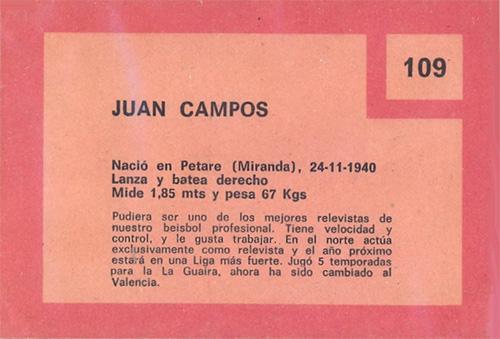 109
JUAN CAMPOS
Nació en Petare (Miranda), 24-11-1940
Lanza y batea derecho
Mide 1,85 mts y pesa 67 Kgs
Pudiera ser uno de los mejores relevistas de
nuestro beisbol profesional. Tiene velocidad y
control, y le gusta trabajar. En el norte actúa
exclusivamente como relevista y el año próximo
estará en una Liga más fuerte. Jugó 5 temporadas
para la La Guaira, ahora ha sido cambiado al
Valencia.